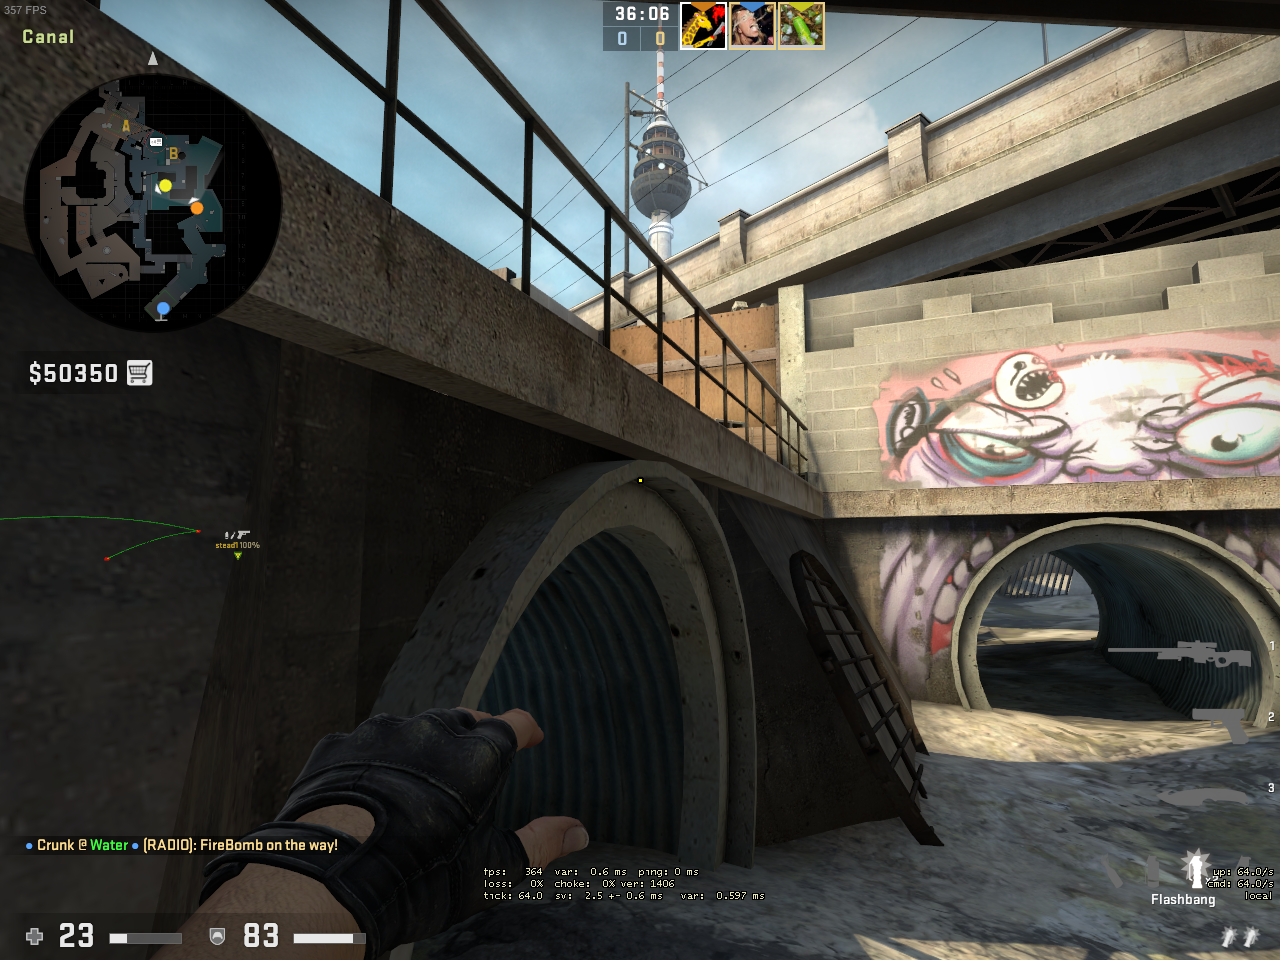 357 FPS
Canal
36:06
0 0
A
B
$50350
stead1 100%
1
2
3
● Crunk @ Water ● (RADIO): FireBomb on the way!
fps: 364 var: 0.6 ms ping: 0 ms
loss: 0% choke: 0% ver: 1406
tick: 64.0 sv: 2.5 +- 0.6 ms var: 0.597 ms
up: 64.0/s
cmd: 64.0/s
local
Flashbang
23
83